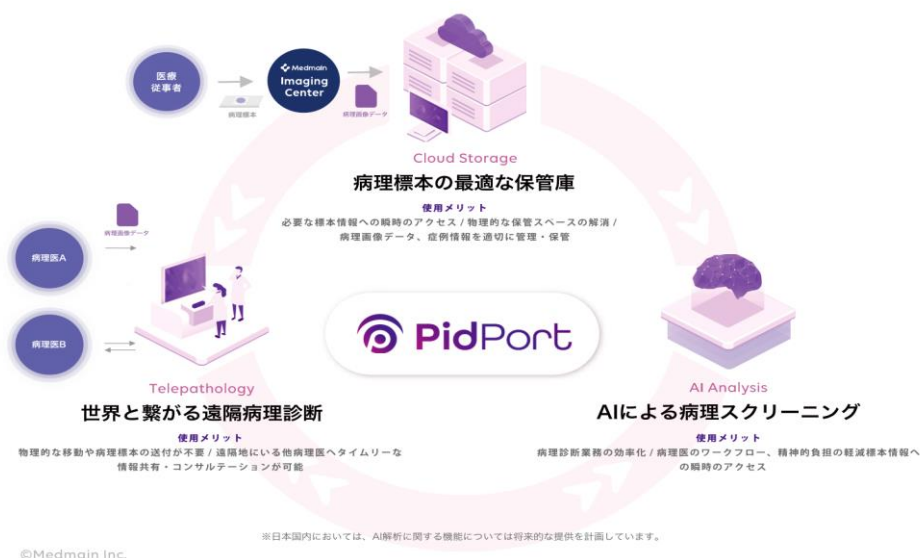 医療
従事者
Medmain
Imaging
Center
病理標本
病理画像データ
Cloud Storage
病理標本の最適な保管庫
使用メリット
必要な標本情報への瞬時のアクセス / 物理的な保管スペースの解消 /
病理画像データ、症例情報を適切に管理・保管
病理画像データ
病理医A
病理医B
PidPort
Telepathology
世界と繋がる遠隔病理診断
使用メリット
物理的な移動や病理標本の送付が不要 / 遠隔地にいる他病理医へタイムリーな
情報共有・コンサルテーションが可能
AI Analysis
AIによる病理スクリーニング
使用メリット
病理診断業務の効率化 / 病理医のワークフロー、精神的負担の軽減標本情報へ
の瞬時のアクセス
※日本国内においては、AI解析に関する機能については将来的な提供を計画しています。
©Medmain Inc.